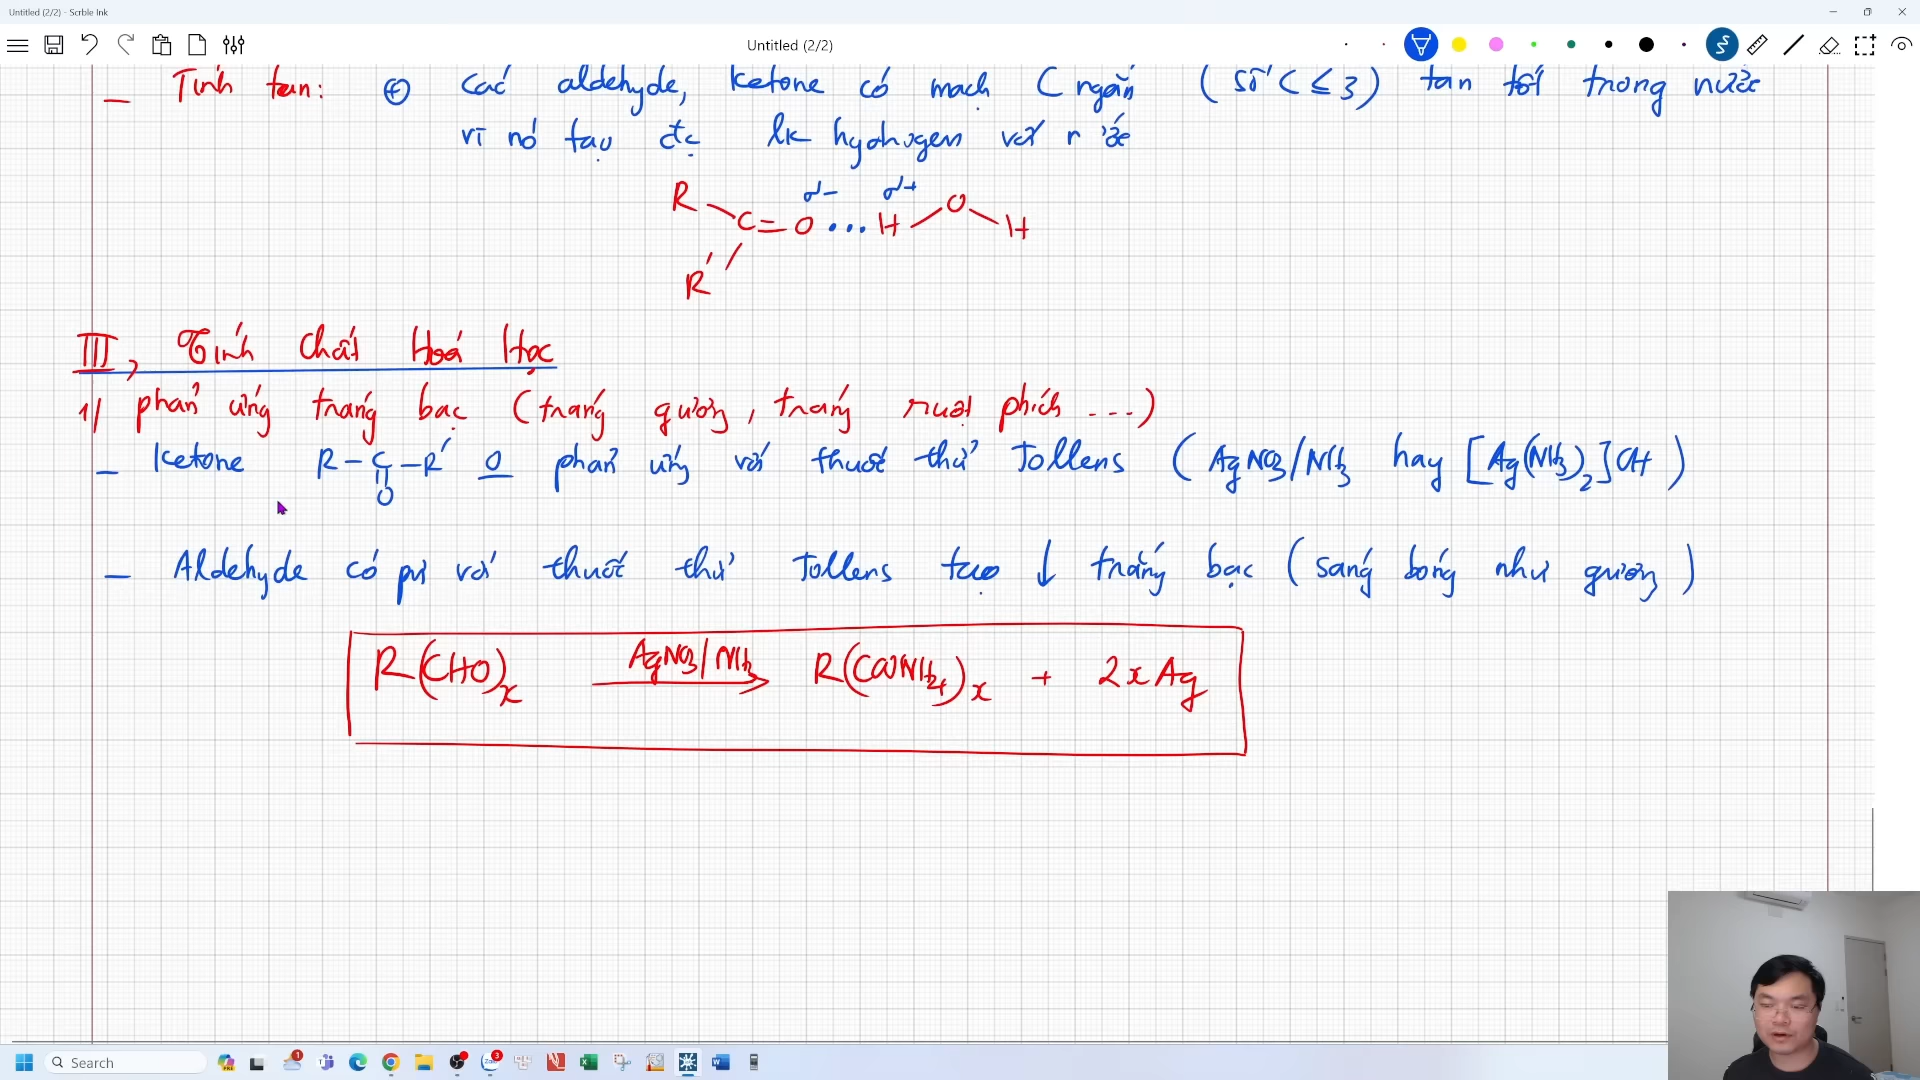 Untitled (2/2) - Scrble Ink
Untitled (2/2)
_ Tính tan: ⊕ Các aldehyde, ketone có mạch C ngắn (số C ≤ 3) tan tốt trong nước
vì nó tạo đc lk hydrogen với nước
δ- δ+
R O
C=O...H H
R'
III, Tính chất Hoá Học
1/ phản ứng tráng bạc (tráng gương, tráng ruột phích ...)
_ Ketone R-C-R' 0 phản ứng với thuốc thử Tollens (AgNO3/NH3 hay [Ag(NH3)2]OH)
O
_ Aldehyde có pứ với thuốc thử Tollens tạo ↓ trắng bạc (sáng bóng như gương)
AgNO3/NH3
R(CHO)x → R(COONH4)x + 2x Ag
Search